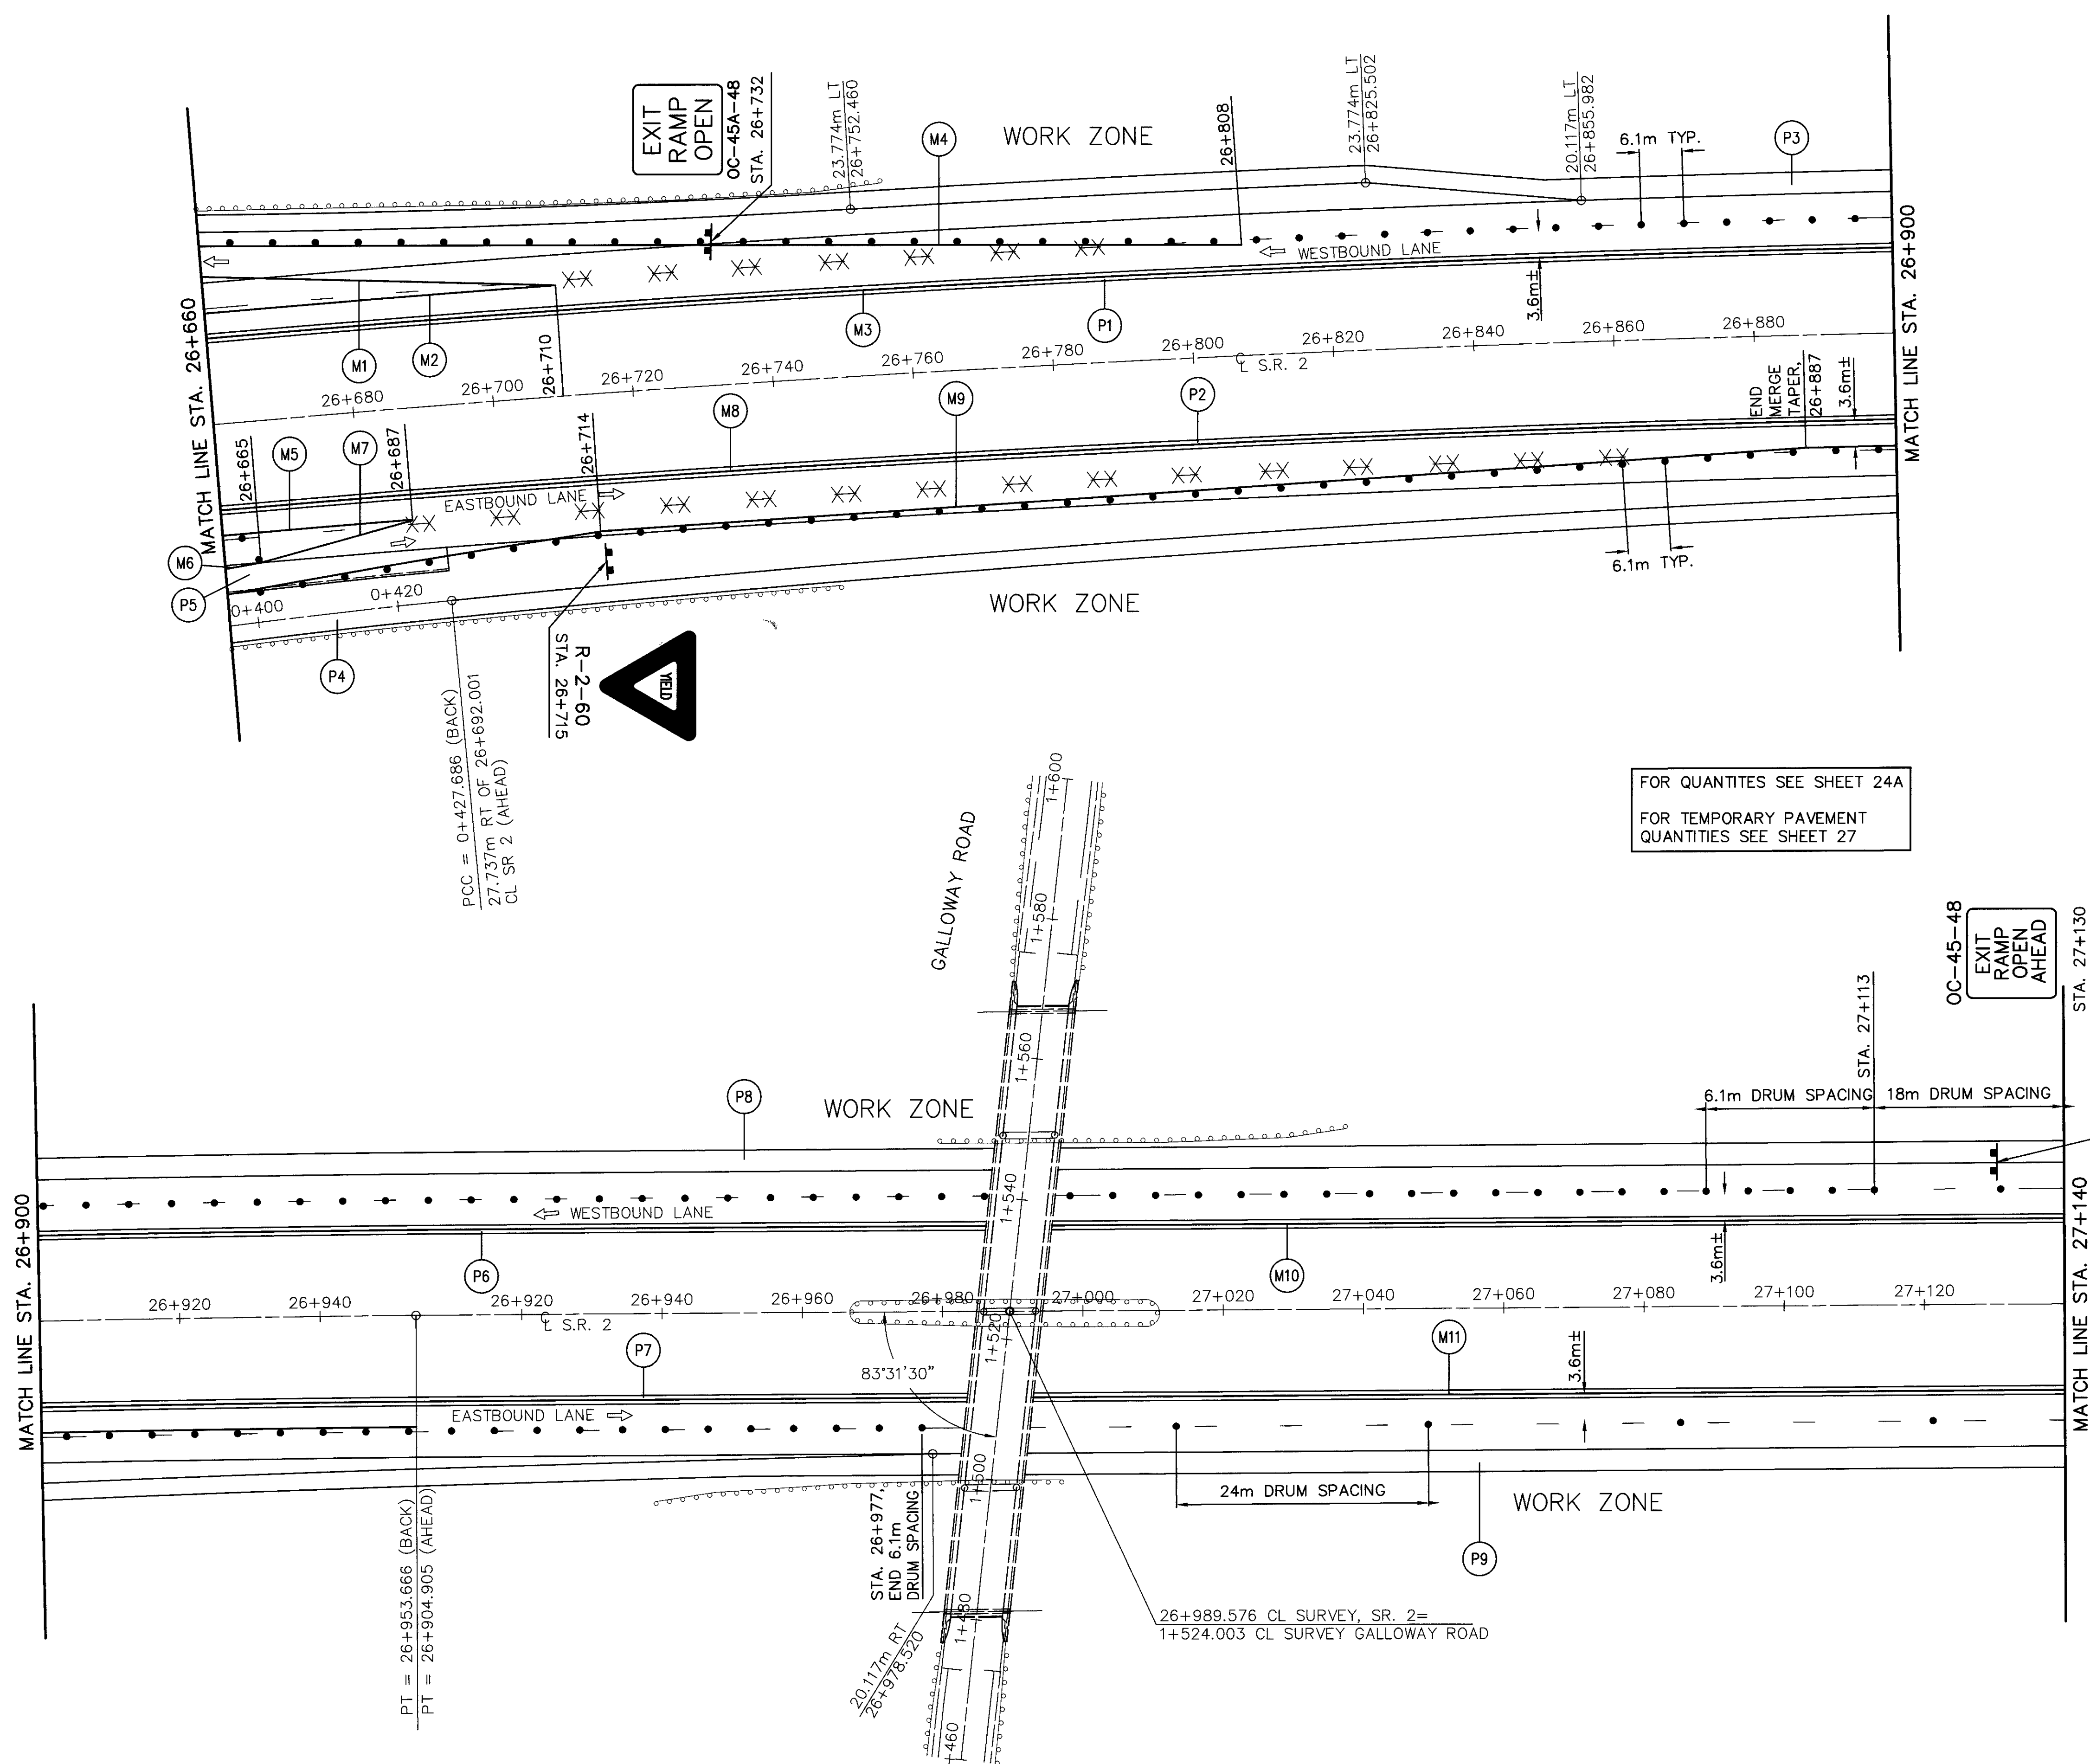 EXIT
RAMP
OPEN
OC-45A-48
STA. 26+732
23.774m LT
26+752.460
M4
WORK ZONE
26+808
23.774m LT
26+825.502
20.117m LT
26+855.982
6.1m TYP.
P3
MATCH LINE STA. 26+660
WESTBOUND LANE
3.6m±
MATCH LINE STA. 26+900
M1
M2
26+710
M3
P1
26+680
26+700
26+720
26+740
26+760
26+780
26+800
26+820
26+840
26+860
26+880
℄ S.R. 2
END
MERGE
TAPER,
26+887
3.6m±
26+665
M5
M7
26+687
26+714
M8
M9
P2
EASTBOUND LANE
M6
P5
0+400
0+420
P4
6.1m TYP.
WORK ZONE
PCC = 0+427.686 (BACK)
27.737m RT OF 26+692.001
CL SR 2 (AHEAD)
R-2-60
STA. 26+715
YIELD
FOR QUANTITES SEE SHEET 24A
FOR TEMPORARY PAVEMENT
QUANTITIES SEE SHEET 27
GALLOWAY ROAD
1+600
1+580
1+560
1+540
1+520
1+500
1+480
1+460
OC-45-48
EXIT
RAMP
OPEN
AHEAD
STA. 27+130
STA. 27+113
6.1m DRUM SPACING
18m DRUM SPACING
P8
WORK ZONE
MATCH LINE STA. 26+900
WESTBOUND LANE
P6
M10
3.6m±
MATCH LINE STA. 27+140
26+920
26+940
26+920
26+940
26+960
26+980
27+000
27+020
27+040
27+060
27+080
27+100
27+120
℄ S.R. 2
P7
83°31'30"
M11
3.6m±
EASTBOUND LANE
24m DRUM SPACING
WORK ZONE
P9
PT = 26+953.666 (BACK)
PT = 26+904.905 (AHEAD)
STA. 26+977,
END 6.1m
DRUM SPACING
20.117m RT
26+978.520
26+989.576 CL SURVEY, SR. 2=
1+524.003 CL SURVEY GALLOWAY ROAD